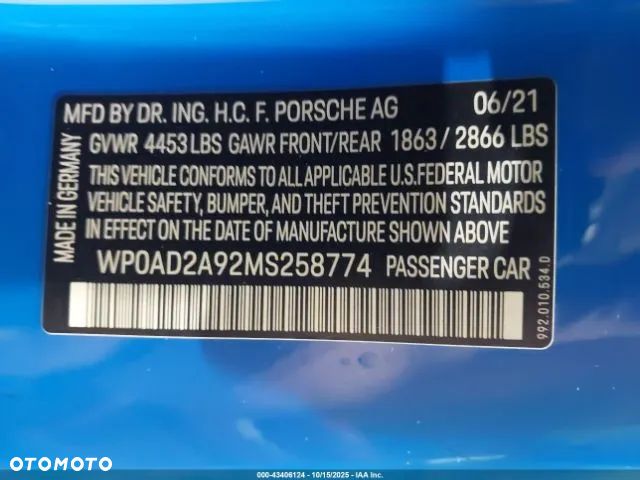 MFD BY DR. ING. H.C. F. PORSCHE AG 06/21
GVWR 4453 LBS GAWR FRONT/REAR 1863 / 2866 LBS
THIS VEHICLE CONFORMS TO ALL APPLICABLE U.S. FEDERAL MOTOR
VEHICLE SAFETY, BUMPER, AND THEFT PREVENTION STANDARDS
IN EFFECT ON THE DATE OF MANUFACTURE SHOWN ABOVE
WP0AD2A92MS258774 PASSENGER CAR
MADE IN GERMANY
992.010.534.D
OTOMOTO
000-43406124 - 10/15/2025 - IAA Inc.